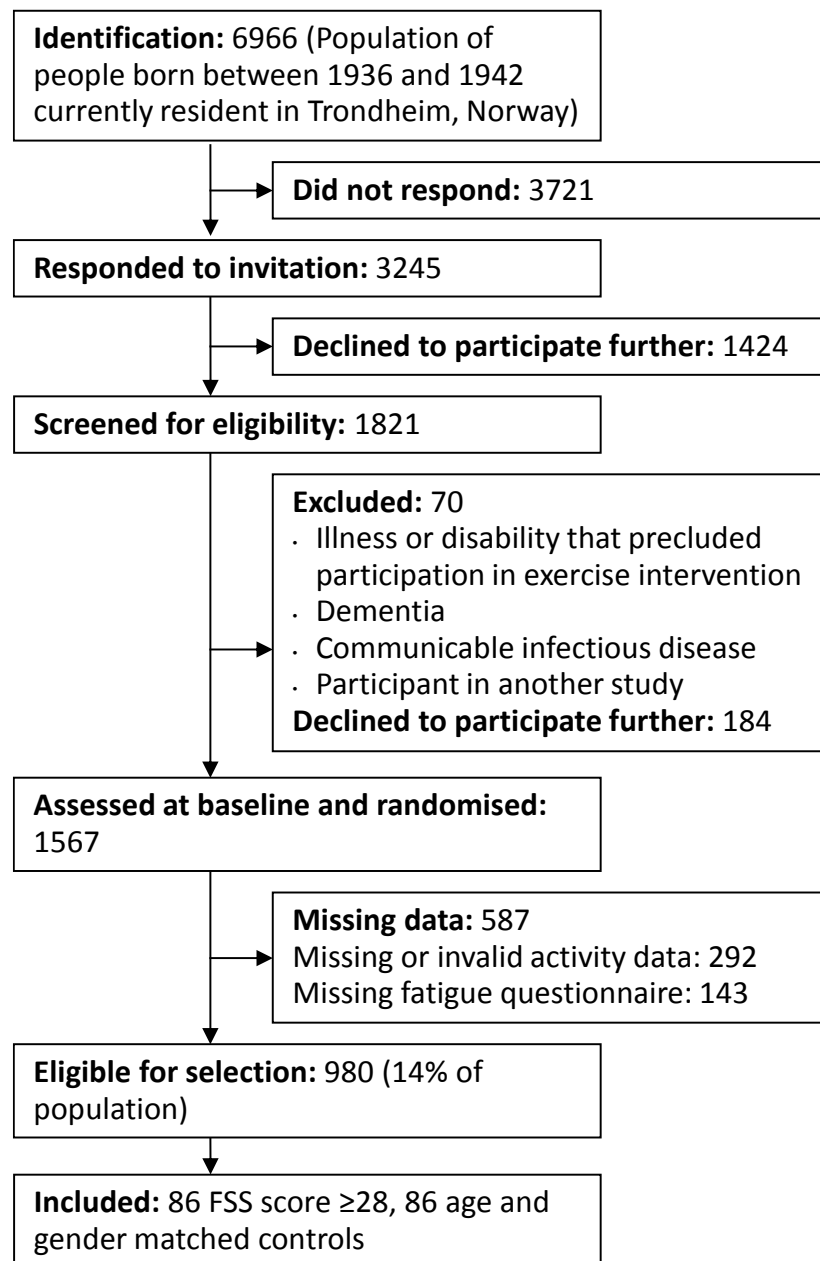 Identification: 6966 (Population of
people born between 1936 and 1942
currently resident in Trondheim, Norway)
Did not respond: 3721
Responded to invitation: 3245
Declined to participate further: 1424
Screened for eligibility: 1821
Excluded: 70
· Illness or disability that precluded
participation in exercise intervention
· Dementia
· Communicable infectious disease
· Participant in another study
Declined to participate further: 184
Assessed at baseline and randomised:
1567
Missing data: 587
Missing or invalid activity data: 292
Missing fatigue questionnaire: 143
Eligible for selection: 980 (14% of
population)
Included: 86 FSS score ≥28, 86 age and
gender matched controls